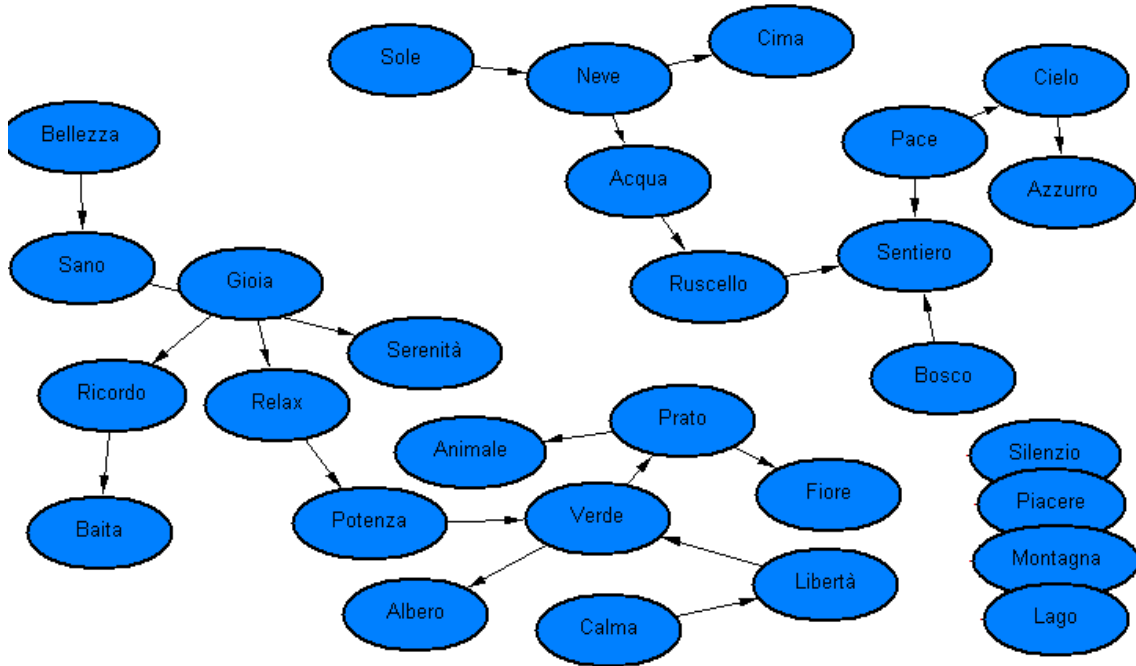 Sole
Neve
Cima
Cielo
Bellezza
Pace
Acqua
Azzurro
Sano
Gioia
Ruscello
Sentiero
Serenità
Ricordo
Relax
Bosco
Prato
Animale
Silenzio
Fiore
Piacere
Baita
Potenza
Verde
Montagna
Libertà
Albero
Calma
Lago